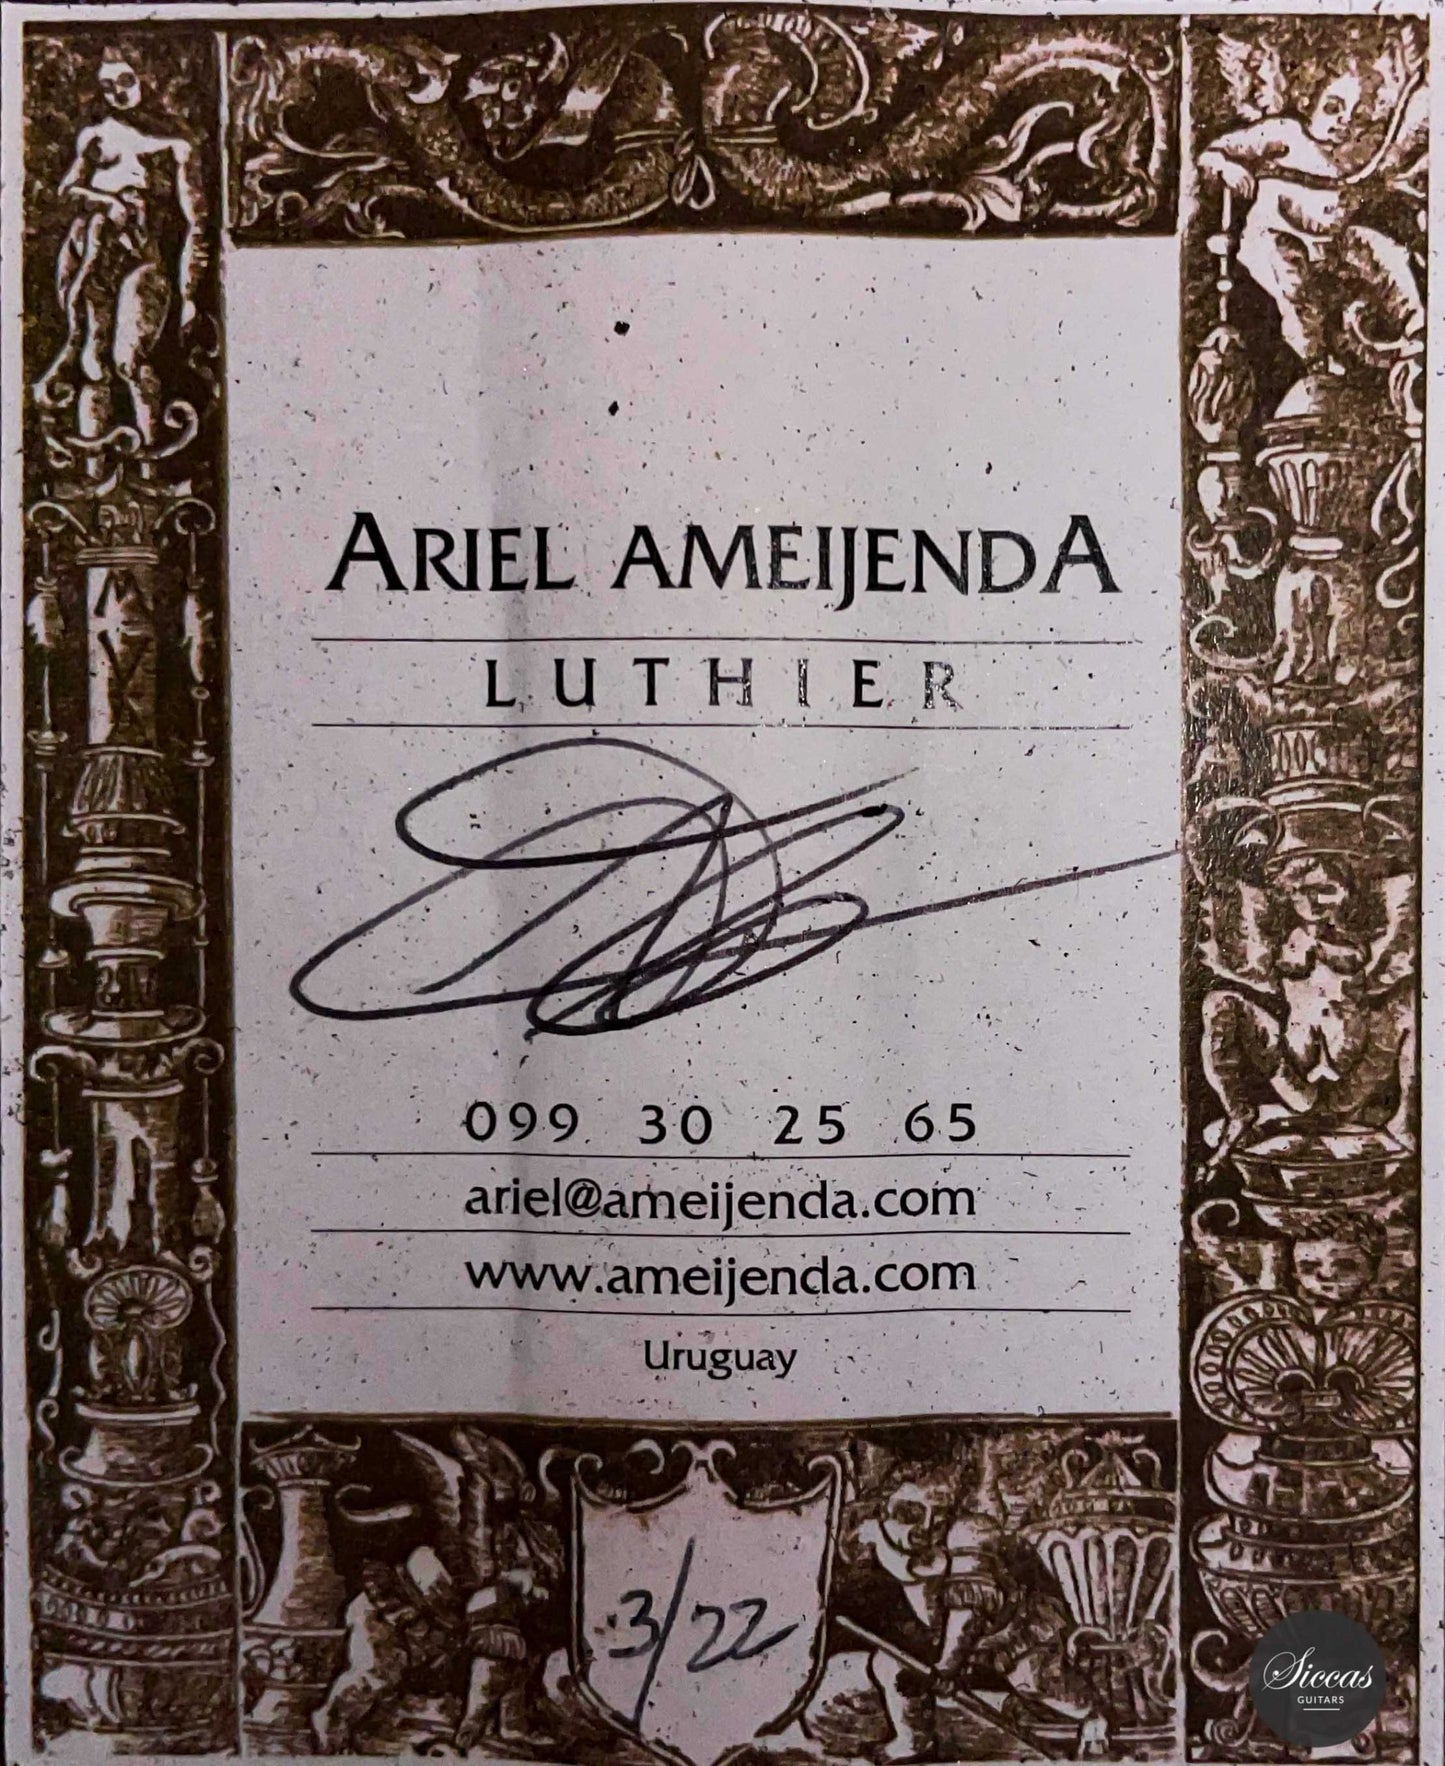 ARIEL AMEIJENDA
LUTHIER
099 30 25 65
ariel@ameijenda.com
www.ameijenda.com
Uruguay
3/22
Siccas
GUITARS